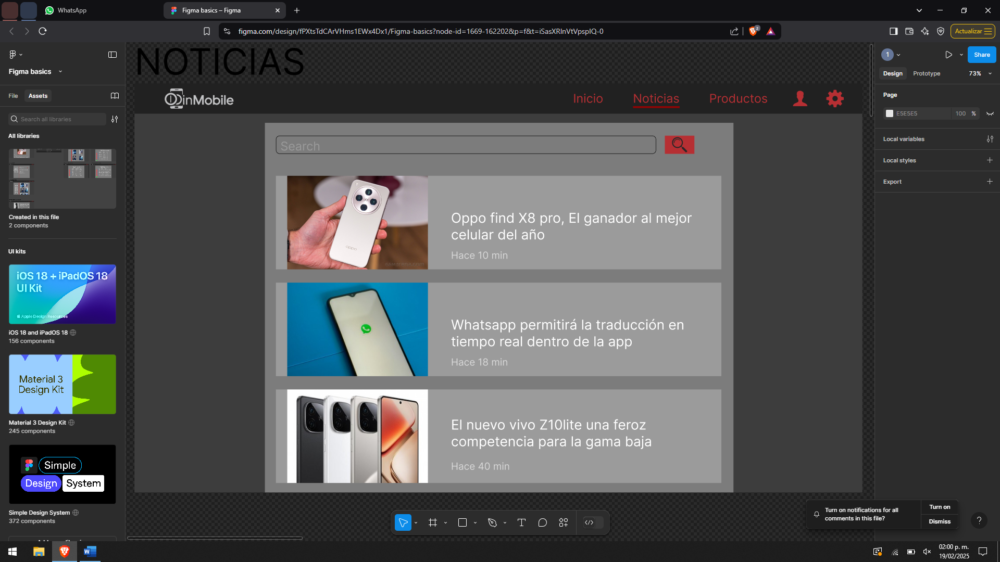 WhatsApp
Figma basics – Figma
figma.com/design/fPXtsTdCArVHms1EWx4Dx1/Figma-basics?node-id=1669-162202&p=f&t=iSasXRlnVtVpspIQ-0
2
Actualizar
Figma basics
File
Assets
Search all libraries
All libraries
Created in this file
2 components
UI kits
iOS 18 + iPadOS 18
UI Kit
Apple Design Resources
iOS 18 and iPadOS 18
156 components
Material 3
Design Kit
Material 3 Design Kit
245 components
Simple
Design
System
Simple Design System
372 components
NOTICIAS
inMobile
Inicio
Noticias
Productos
Search
oppo
Oppo find X8 pro, El ganador al mejor
celular del año
Hace 10 min
Whatsapp permitirá la traducción en
tiempo real dentro de la app
Hace 18 min
El nuevo vivo Z10lite una feroz
competencia para la gama baja
Hace 40 min
1
Share
Design
Prototype
73%
Page
E5E5E5
100
%
Local variables
Local styles
Export
Turn on notifications for all
comments in this file?
Turn on
Dismiss
?
02:00 p. m.
19/02/2025